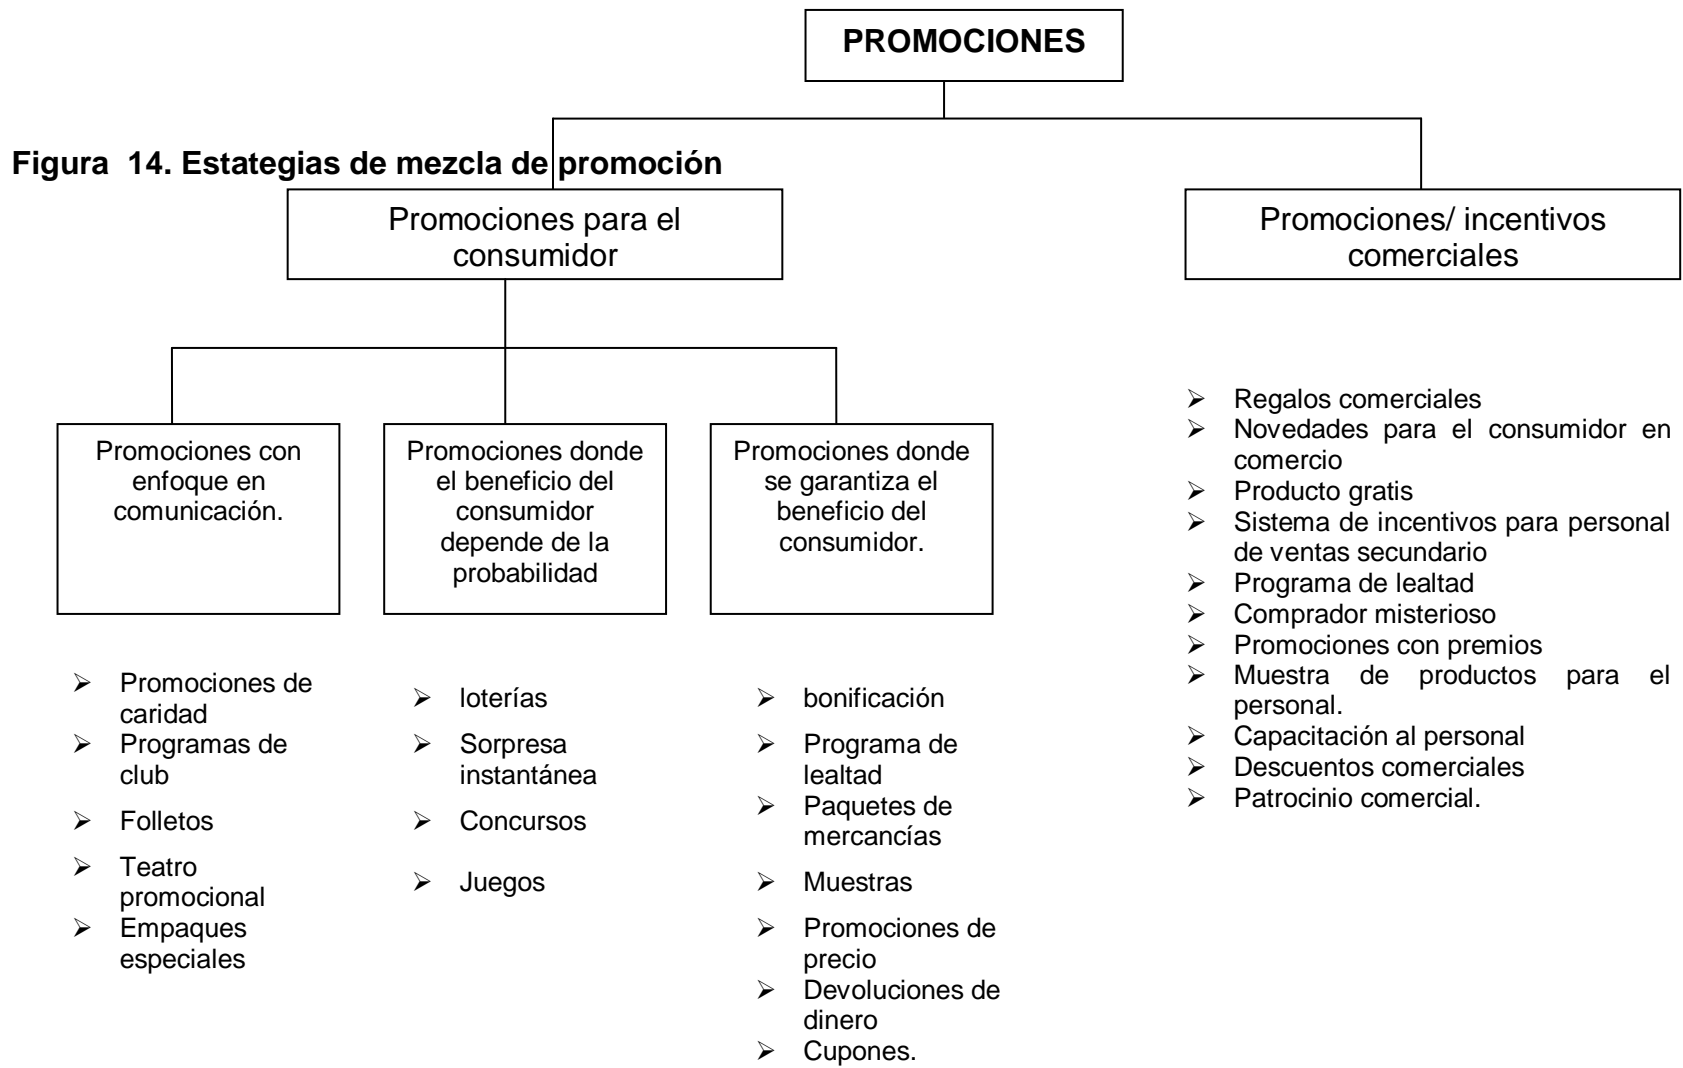 PROMOCIONES
Figura 14. Estategias de mezcla de promoción
Promociones para el
consumidor
Promociones/ incentivos
comerciales
Promociones con
enfoque en
comunicación.
Promociones donde
el beneficio del
consumidor
depende de la
probabilidad
Promociones donde
se garantiza el
beneficio del
consumidor.
➢ Promociones de
caridad
➢ Programas de
club
➢ Folletos
➢ Teatro
promocional
➢ Empaques
especiales
➢ loterías
➢ Sorpresa
instantánea
➢ Concursos
➢ Juegos
➢ bonificación
➢ Programa de
lealtad
➢ Paquetes de
mercancías
➢ Muestras
➢ Promociones de
precio
➢ Devoluciones de
dinero
➢ Cupones.
➢ Regalos comerciales
➢ Novedades para el consumidor en
comercio
➢ Producto gratis
➢ Sistema de incentivos para personal
de ventas secundario
➢ Programa de lealtad
➢ Comprador misterioso
➢ Promociones con premios
➢ Muestra de productos para el
personal.
➢ Capacitación al personal
➢ Descuentos comerciales
➢ Patrocinio comercial.